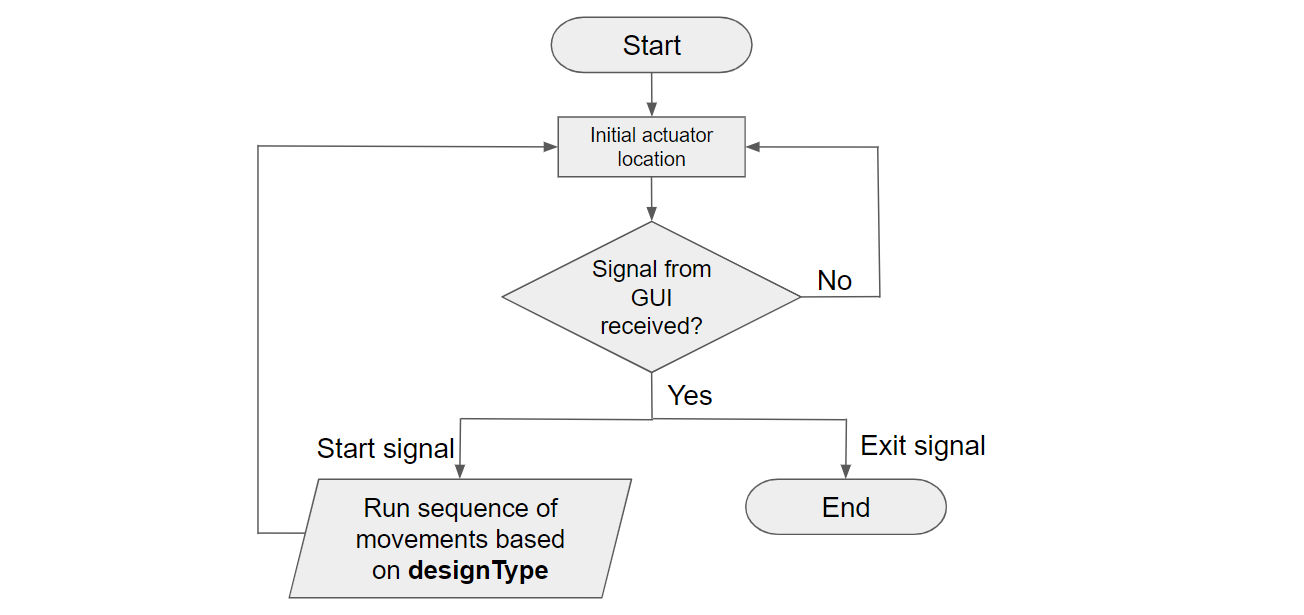 Start
Initial actuator
location
Signal from
GUI
received?
No
Yes
Start signal
Exit signal
Run sequence of
movements based
on designType
End